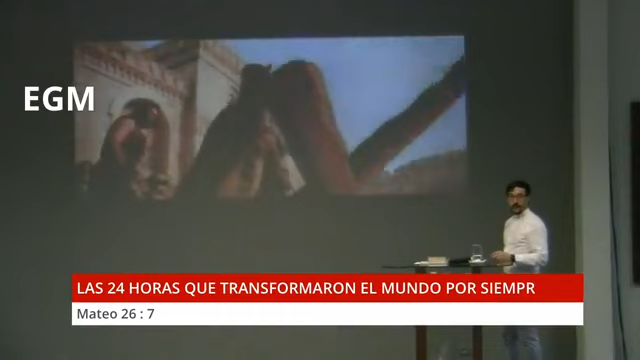 EGM
LAS 24 HORAS QUE TRANSFORMARON EL MUNDO POR SIEMPR
Mateo 26 : 7